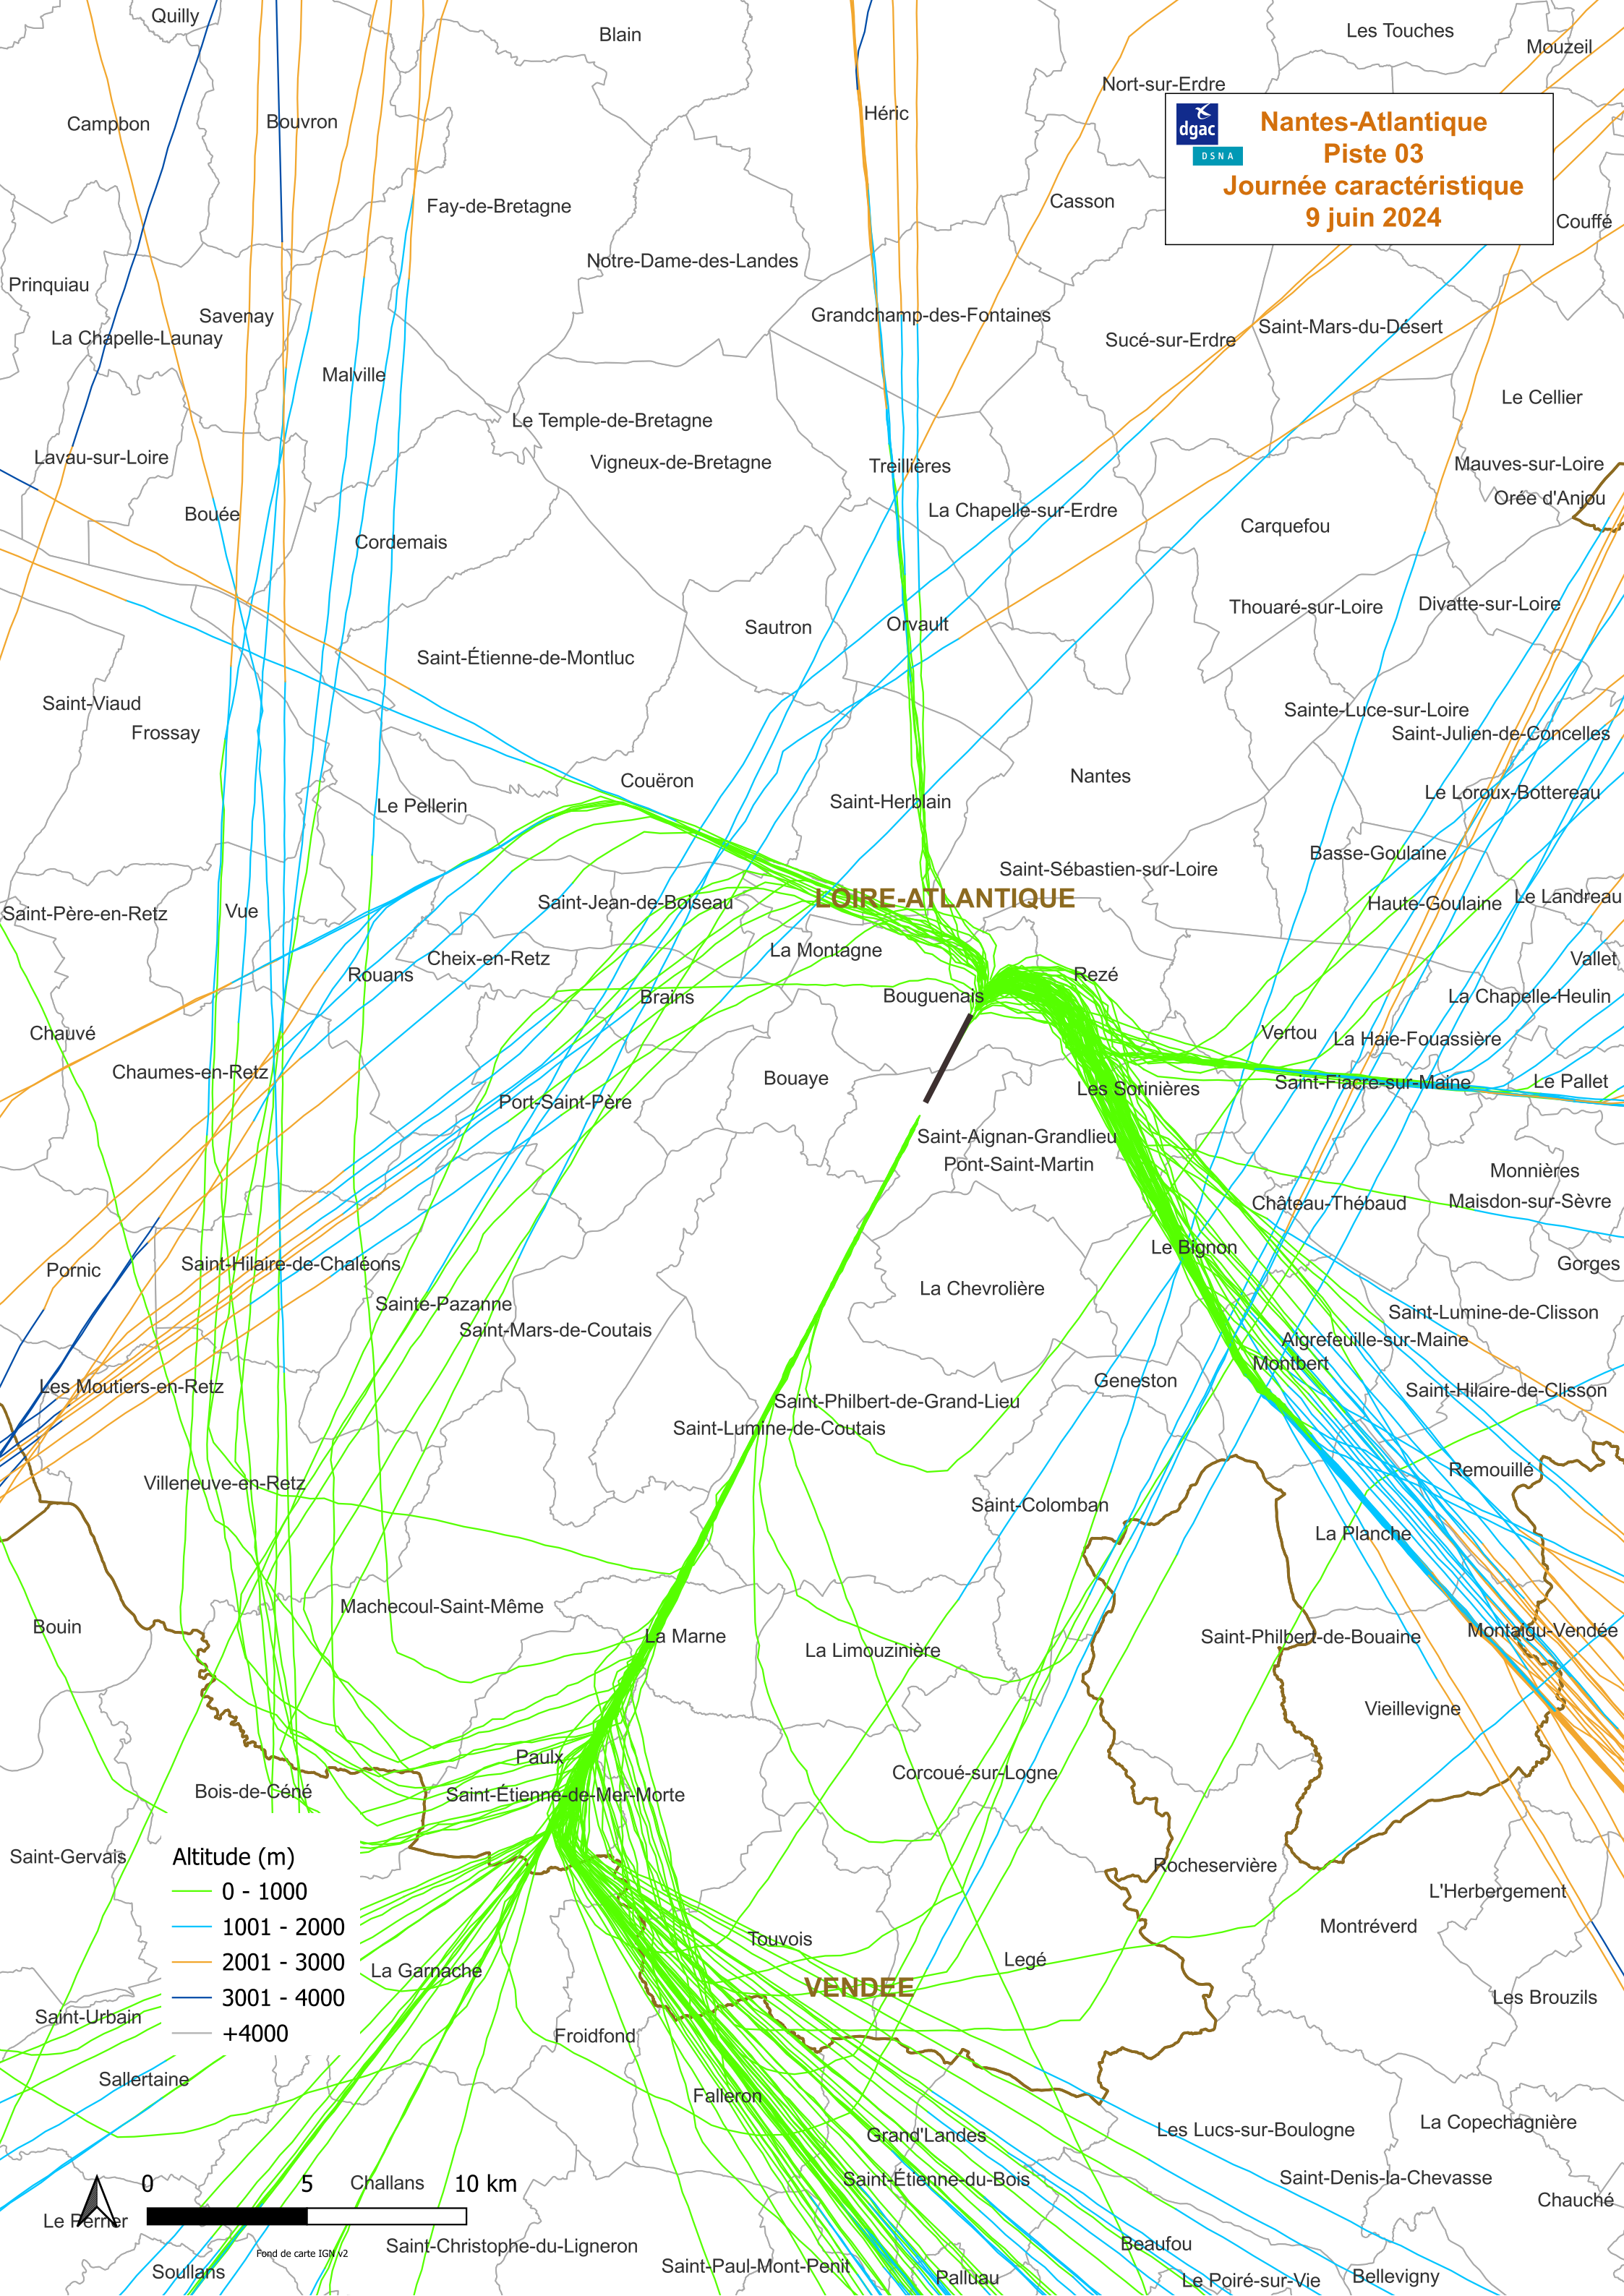 Quilly
Blain
Les Touches
Mouzeil
Nort-sur-Erdre
Campbon
Bouvron
Héric
dgac
DSNA
Nantes-Atlantique
Piste 03
Journée caractéristique
9 juin 2024
Fay-de-Bretagne
Casson
Couffé
Notre-Dame-des-Landes
Prinquiau
Savenay
Grandchamp-des-Fontaines
Saint-Mars-du-Désert
La Chapelle-Launay
Sucé-sur-Erdre
Malville
Le Cellier
Le Temple-de-Bretagne
Lavau-sur-Loire
Vigneux-de-Bretagne
Treillières
Mauves-sur-Loire
Orée d'Anjou
Bouée
La Chapelle-sur-Erdre
Carquefou
Cordemais
Thouaré-sur-Loire
Divatte-sur-Loire
Sautron
Orvault
Saint-Étienne-de-Montluc
Saint-Viaud
Sainte-Luce-sur-Loire
Frossay
Saint-Julien-de-Concelles
Couëron
Nantes
Le Pellerin
Saint-Herblain
Le Loroux-Bottereau
Basse-Goulaine
Saint-Sébastien-sur-Loire
LOIRE-ATLANTIQUE
Saint-Père-en-Retz
Vue
Saint-Jean-de-Boiseau
Haute-Goulaine
Le Landreau
La Montagne
Cheix-en-Retz
Vallet
Rouans
Rezé
Brains
Bouguenais
La Chapelle-Heulin
Chauvé
Vertou
La Haie-Fouassière
Chaumes-en-Retz
Bouaye
Les Sorinières
Saint-Fiacre-sur-Maine
Le Pallet
Port-Saint-Père
Saint-Aignan-Grandlieu
Pont-Saint-Martin
Monnières
Château-Thébaud
Maisdon-sur-Sèvre
Le Bignon
Pornic
Saint-Hilaire-de-Chaléons
Gorges
La Chevrolière
Sainte-Pazanne
Saint-Lumine-de-Clisson
Saint-Mars-de-Coutais
Aigrefeuille-sur-Maine
Montbert
Les Moutiers-en-Retz
Geneston
Saint-Hilaire-de-Clisson
Saint-Philbert-de-Grand-Lieu
Saint-Lumine-de-Coutais
Remouillé
Villeneuve-en-Retz
Saint-Colomban
La Planche
Machecoul-Saint-Même
Bouin
La Marne
La Limouzinière
Saint-Philbert-de-Bouaine
Montaigu-Vendée
Vieillevigne
Paulx
Corcoué-sur-Logne
Bois-de-Céné
Saint-Étienne-de-Mer-Morte
Saint-Gervais
Altitude (m)
0 - 1000
1001 - 2000
2001 - 3000
3001 - 4000
+4000
Rocheservière
L'Herbergement
Montréverd
Touvois
Legé
La Garnache
VENDEE
Les Brouzils
Saint-Urbain
Froidfond
Sallertaine
Falleron
La Copechagnière
Les Lucs-sur-Boulogne
Grand'Landes
Saint-Étienne-du-Bois
Saint-Denis-la-Chevasse
0 5 10 km
Challans
Chauché
Le Perrier
Fond de carte IGN v2
Saint-Christophe-du-Ligneron
Beaufou
Soullans
Saint-Paul-Mont-Penit
Palluau
Le Poiré-sur-Vie
Bellevigny